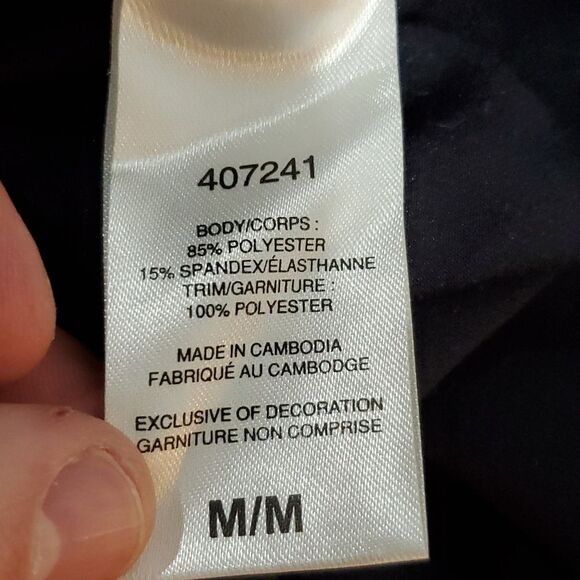 407241
BODY/CORPS :
85% POLYESTER
15% SPANDEX/ÉLASTHANNE
TRIM/GARNITURE :
100% POLYESTER
MADE IN CAMBODIA
FABRIQUÉ AU CAMBODGE
EXCLUSIVE OF DECORATION
GARNITURE NON COMPRISE
M/M